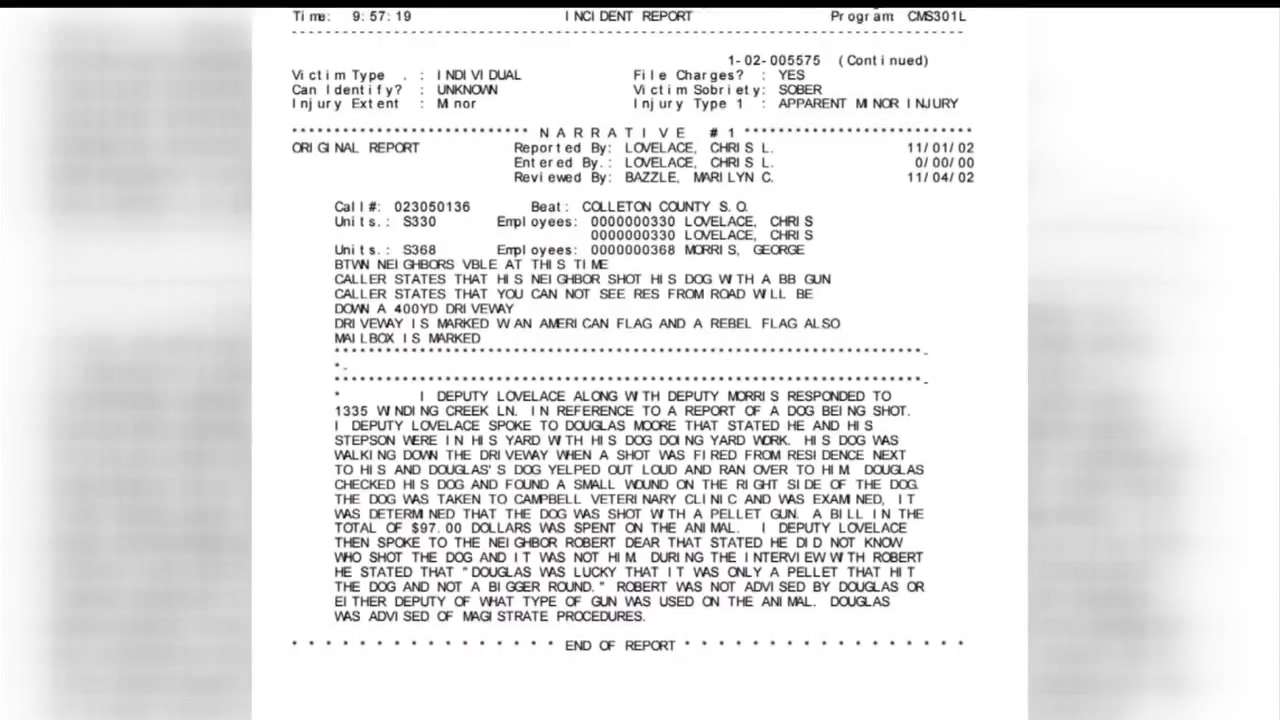 Time: 9:57:19 INCIDENT REPORT Program: CMS301L
1-02-005575 (Continued)
Victim Type . : INDIVIDUAL File Charges? : YES
Can Identify? : UNKNOWN Victim Sobriety: SOBER
Injury Extent : Minor Injury Type 1 : APPARENT MINOR INJURY
**************************** N A R R A T I V E # 1 ***************************
ORIGINAL REPORT Reported By: LOVELACE, CHRIS L. 11/01/02
Entered By.: LOVELACE, CHRIS L. 0/00/00
Reviewed By: BAZZLE, MARILYN C. 11/04/02
Call#: 023050136 Beat: COLLETON COUNTY S.O.
Units.: S330 Employees: 0000000330 LOVELACE, CHRIS
0000000330 LOVELACE, CHRIS
Units.: S368 Employees: 0000000368 MORRIS, GEORGE
BTWN NEIGHBORS VBLE AT THIS TIME
CALLER STATES THAT HIS NEIGHBOR SHOT HIS DOG WITH A BB GUN
CALLER STATES THAT YOU CAN NOT SEE RES FROM ROAD WILL BE
DOWN A 400YD DRIVEWAY
DRIVEWAY IS MARKED W/AN AMERICAN FLAG AND A REBEL FLAG ALSO
MAILBOX IS MARKED
**********************************************************************-
*-
**********************************************************************-
* I DEPUTY LOVELACE ALONG WITH DEPUTY MORRIS RESPONDED TO
1335 WINDING CREEK LN. IN REFERENCE TO A REPORT OF A DOG BEING SHOT.
I DEPUTY LOVELACE SPOKE TO DOUGLAS MOORE THAT STATED HE AND HIS
STEPSON WERE IN HIS YARD WITH HIS DOG DOING YARD WORK. HIS DOG WAS
WALKING DOWN THE DRIVEWAY WHEN A SHOT WAS FIRED FROM RESIDENCE NEXT
TO HIS AND DOUGLAS'S DOG YELPED OUT LOUD AND RAN OVER TO HIM. DOUGLAS
CHECKED HIS DOG AND FOUND A SMALL WOUND ON THE RIGHT SIDE OF THE DOG.
THE DOG WAS TAKEN TO CAMPBELL VETERINARY CLINIC AND WAS EXAMINED, IT
WAS DETERMINED THAT THE DOG WAS SHOT WITH A PELLET GUN. A BILL IN THE
TOTAL OF $97.00 DOLLARS WAS SPENT ON THE ANIMAL. I DEPUTY LOVELACE
THEN SPOKE TO THE NEIGHBOR ROBERT DEAR THAT STATED HE DID NOT KNOW
WHO SHOT THE DOG AND IT WAS NOT HIM. DURING THE INTERVIEW WITH ROBERT
HE STATED THAT "DOUGLAS WAS LUCKY THAT IT WAS ONLY A PELLET THAT HIT
THE DOG AND NOT A BIGGER ROUND." ROBERT WAS NOT ADVISED BY DOUGLAS OR
EITHER DEPUTY OF WHAT TYPE OF GUN WAS USED ON THE ANIMAL. DOUGLAS
WAS ADVISED OF MAGISTRATE PROCEDURES.
* * * * * * * * * * * * * * * * * END OF REPORT * * * * * * * * * * * * * * * * *